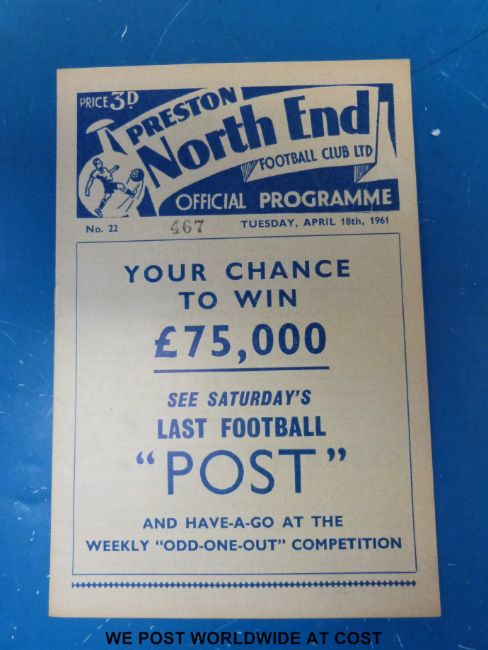 PRICE 3D
PRESTON
North End
FOOTBALL CLUB LTD
OFFICIAL PROGRAMME
No. 22 467 TUESDAY, APRIL 18th, 1961
YOUR CHANCE
TO WIN
£75,000
SEE SATURDAY'S
LAST FOOTBALL
"POST"
AND HAVE-A-GO AT THE
WEEKLY "ODD-ONE-OUT" COMPETITION
WE POST WORLDWIDE AT COST